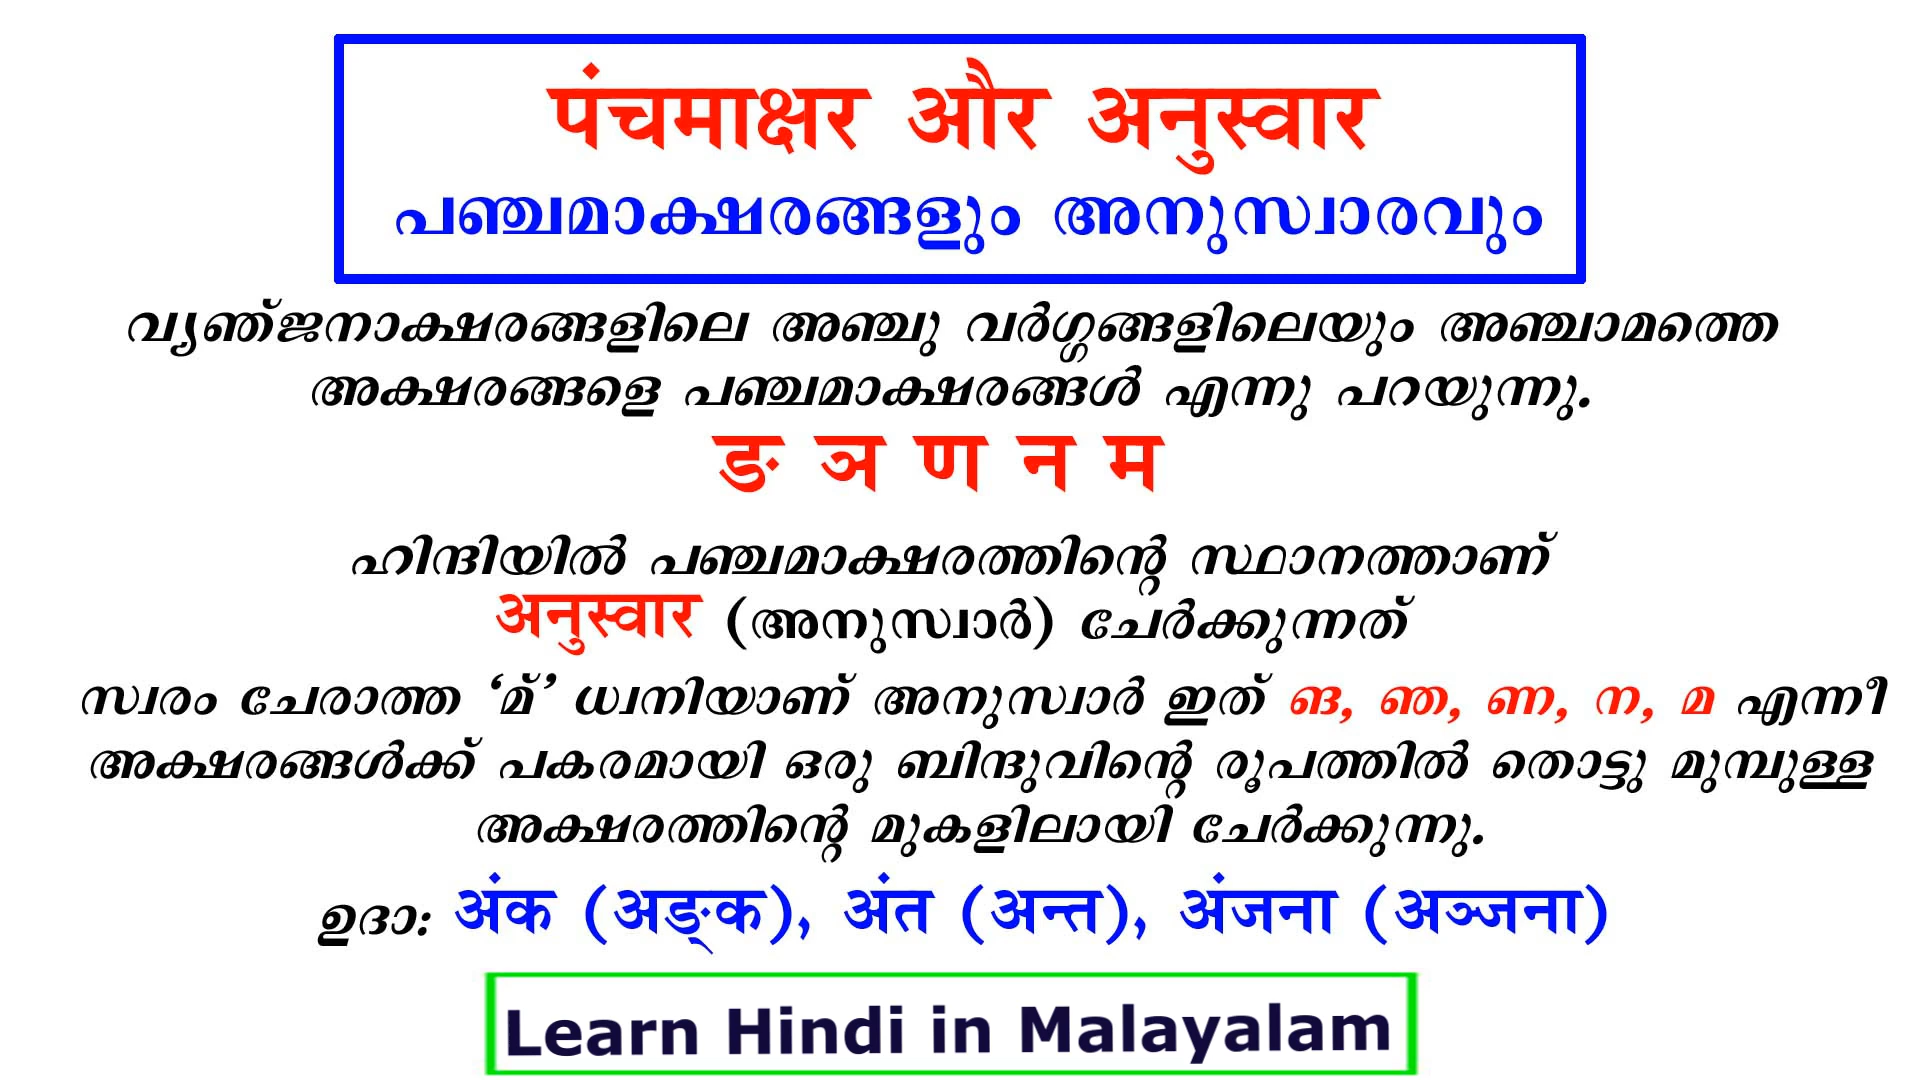 पंचमाक्षर और अनुस्वार
പഞ്ചമാക്ഷരങ്ങളും അനുസ്വാരവും
വ്യഞ്ജനാക്ഷരങ്ങളിലെ അഞ്ചു വർഗ്ഗങ്ങളിലെയും അഞ്ചാമത്തെ
അക്ഷരങ്ങളെ പഞ്ചമാക്ഷരങ്ങൾ എന്നു പറയുന്നു.
ङ ञ ण न म
ഹിന്ദിയിൽ പഞ്ചമാക്ഷരത്തിന്റെ സ്ഥാനത്താണ്
अनुस्वार (അനുസ്വാർ) ചേർക്കുന്നത്
സ്വരം ചേരാത്ത ‘മ്’ ധ്വനിയാണ് അനുസ്വാർ ഇത് ങ, ഞ, ണ, ന, മ എന്നീ
അക്ഷരങ്ങൾക്ക് പകരമായി ഒരു ബിന്ദുവിന്റെ രൂപത്തിൽ തൊട്ടു മുമ്പുള്ള
അക്ഷരത്തിന്റെ മുകളിലായി ചേർക്കുന്നു.
ഉദാ: अंक (अङ्क), अंत (अन्त), अंजना (अञ्जना)
Learn Hindi in Malayalam